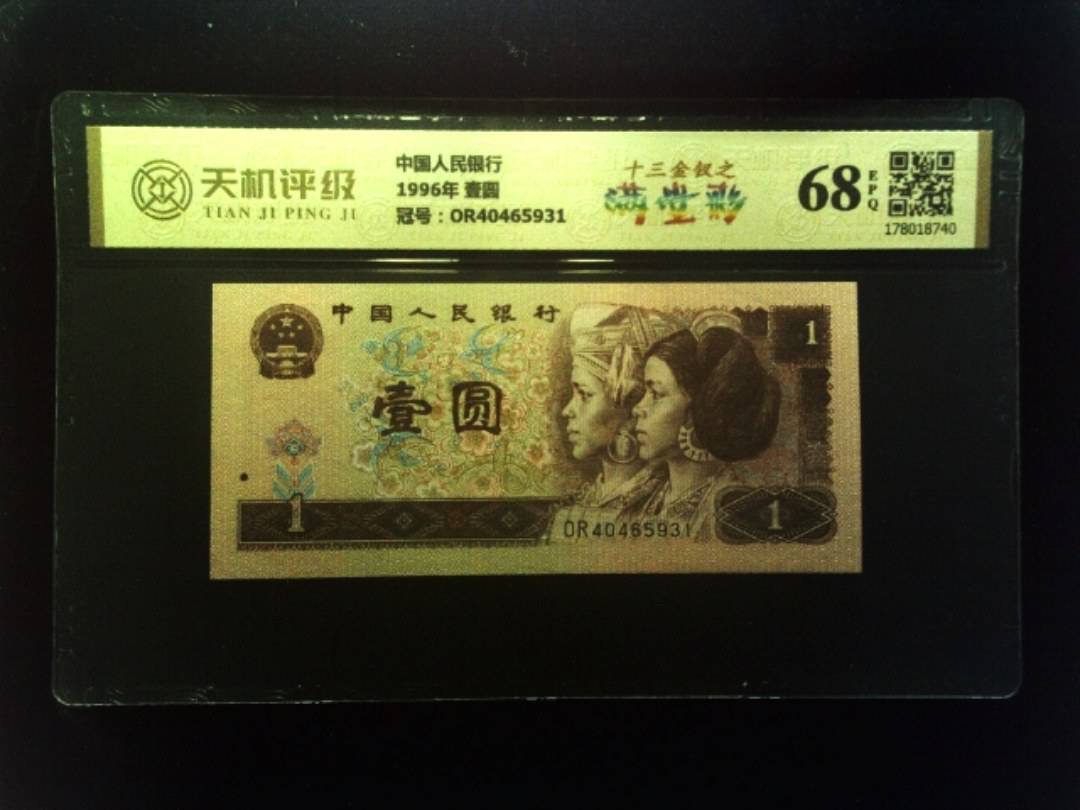 天机评级
TIAN JI PING JI
中国人民银行
1996年 壹圆
冠号：OR40465931
十三金钗之
满堂彩
68
EPQ
178018740
中国人民银行
1
壹圆
1
OR40465931
1